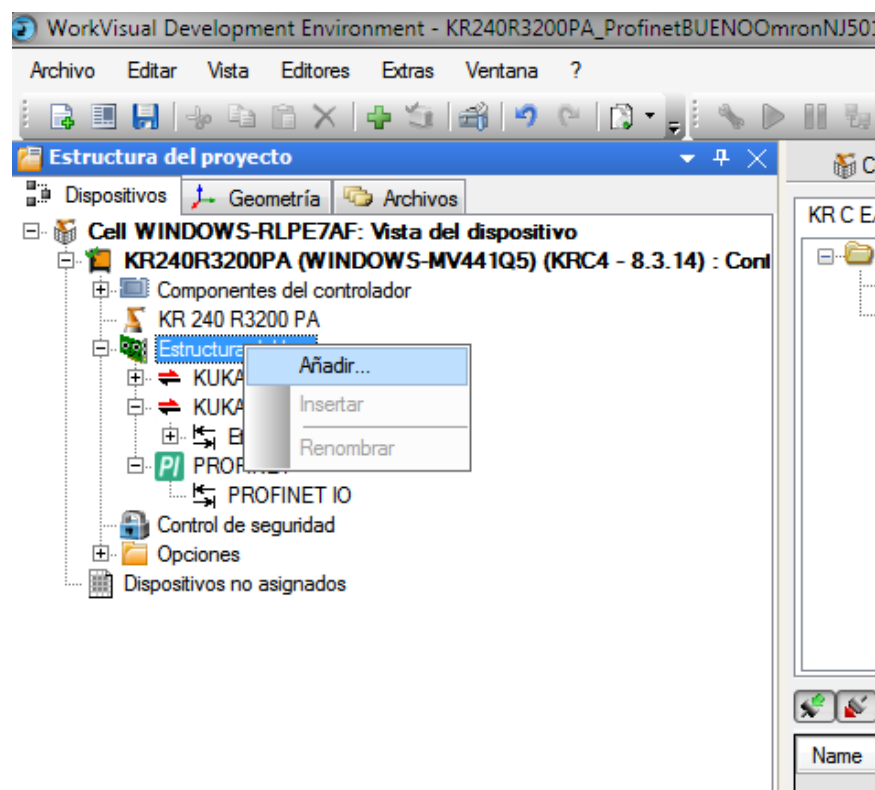 WorkVisual Development Environment - KR240R3200PA_ProfinetBUENOOmronNJ501
Archivo Editar Vista Editores Extras Ventana ?
Estructura del proyecto
Dispositivos Geometría Archivos
C
KR C E
Cell WINDOWS-RLPE7AF: Vista del dispositivo
KR240R3200PA (WINDOWS-MV441Q5) (KRC4 - 8.3.14) : Cont
Componentes del controlador
KR 240 R3200 PA
Estructura
Añadir...
KUKA
Insertar
KUKA
Renombrar
PROFINET
PROFINET IO
Control de seguridad
Opciones
Dispositivos no asignados
Name